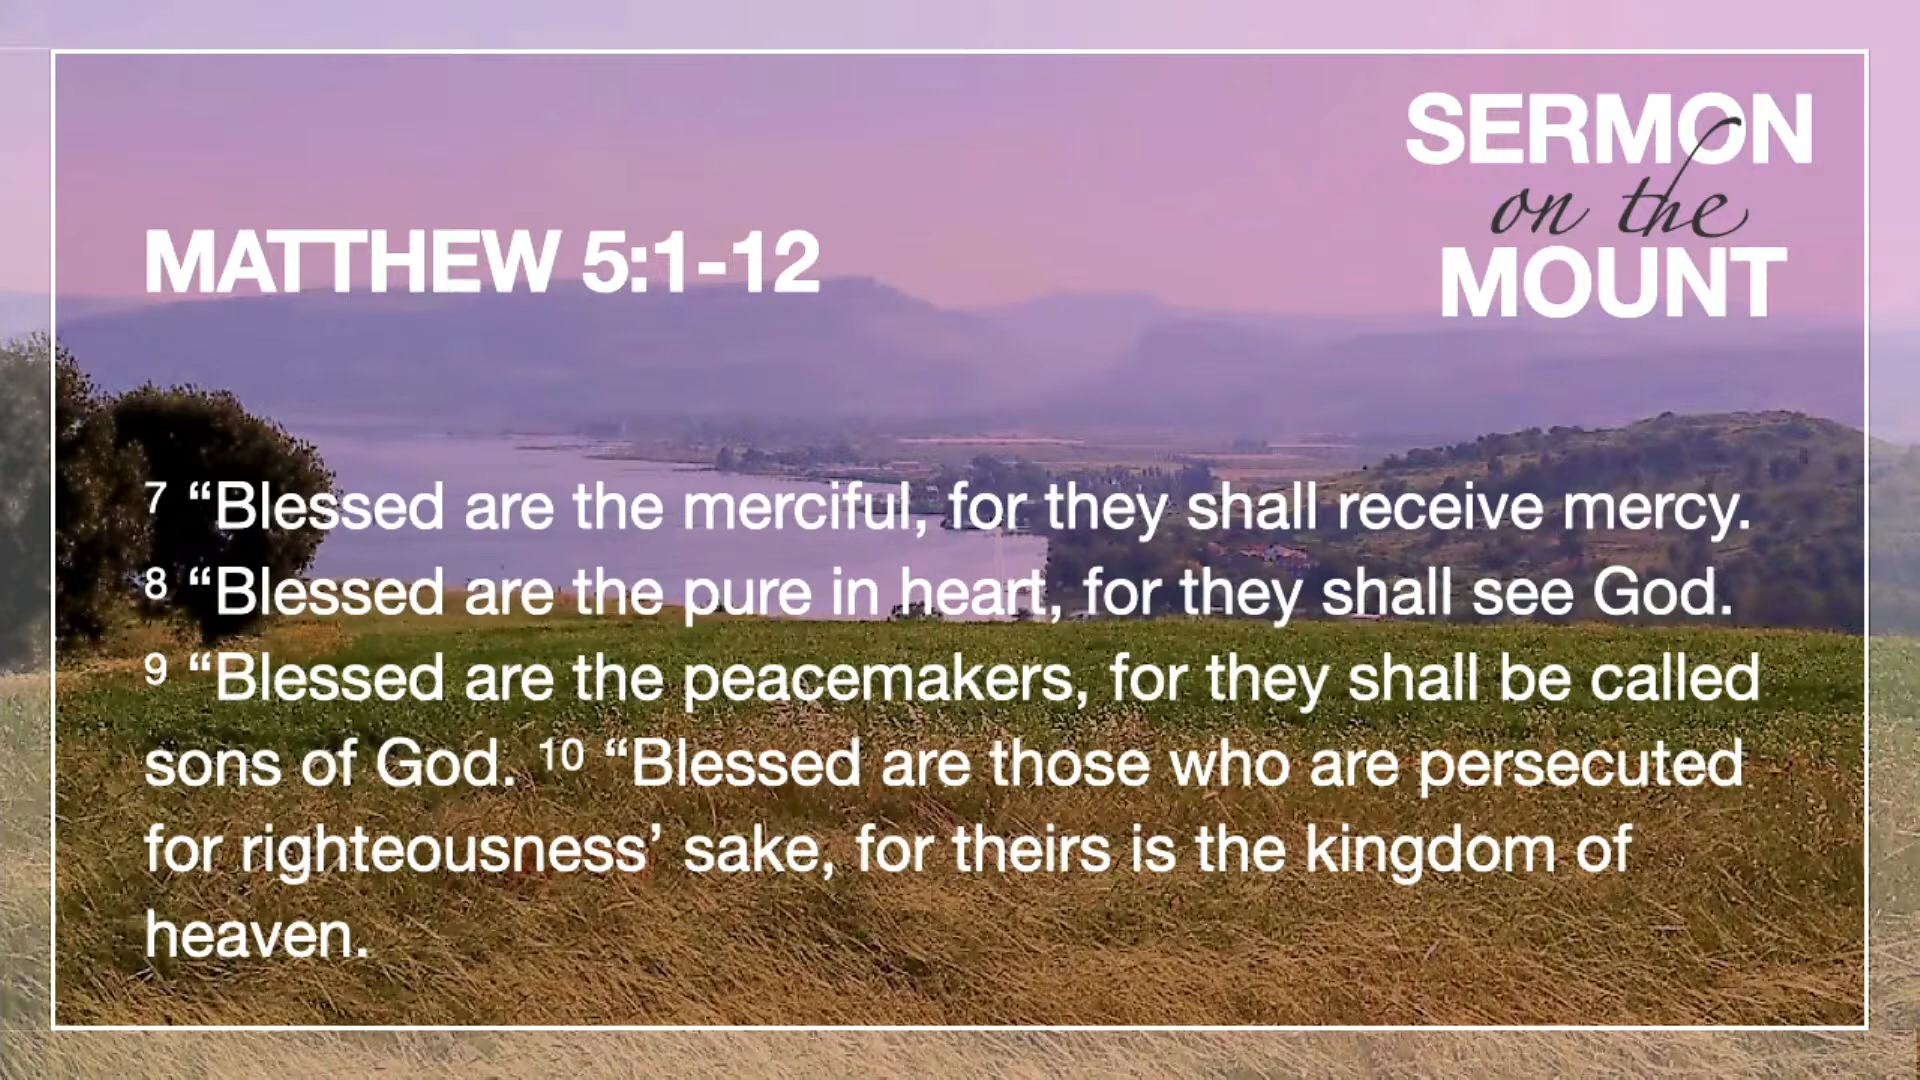 SERMON
on the
MOUNT
MATTHEW 5:1-12
7 “Blessed are the merciful, for they shall receive mercy.
8 “Blessed are the pure in heart, for they shall see God.
9 “Blessed are the peacemakers, for they shall be called
sons of God. 10 “Blessed are those who are persecuted
for righteousness’ sake, for theirs is the kingdom of
heaven.